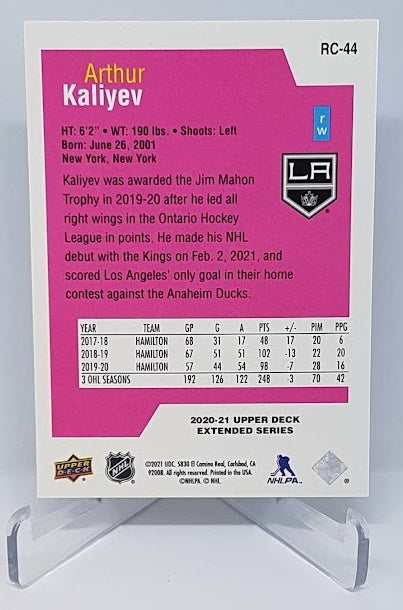 RC-44
Arthur
Kaliyev
rw
HT: 6'2" • WT: 190 lbs. • Shoots: Left
Born: June 26, 2001
New York, New York
LA
Kaliyev was awarded the Jim Mahon
Trophy in 2019-20 after he led all
right wings in the Ontario Hockey
League in points. He made his NHL
debut with the Kings on Feb. 2, 2021, and
scored Los Angeles' only goal in their home
contest against the Anaheim Ducks.
YEAR TEAM GP G A PTS +/- PIM PPG
2017-18 HAMILTON 68 31 17 48 17 20 6
2018-19 HAMILTON 67 51 51 102 -13 22 20
2019-20 HAMILTON 57 44 54 98 -7 28 16
3 OHL SEASONS 192 126 122 248 -3 70 42
2020-21 UPPER DECK
EXTENDED SERIES
UPPER DECK
NHL
©2021 UDC, 5830 El Camino Real, Carlsbad, CA
92008. All rights reserved. Printed in the USA.
©NHLPA. © NHL.
NHLPA